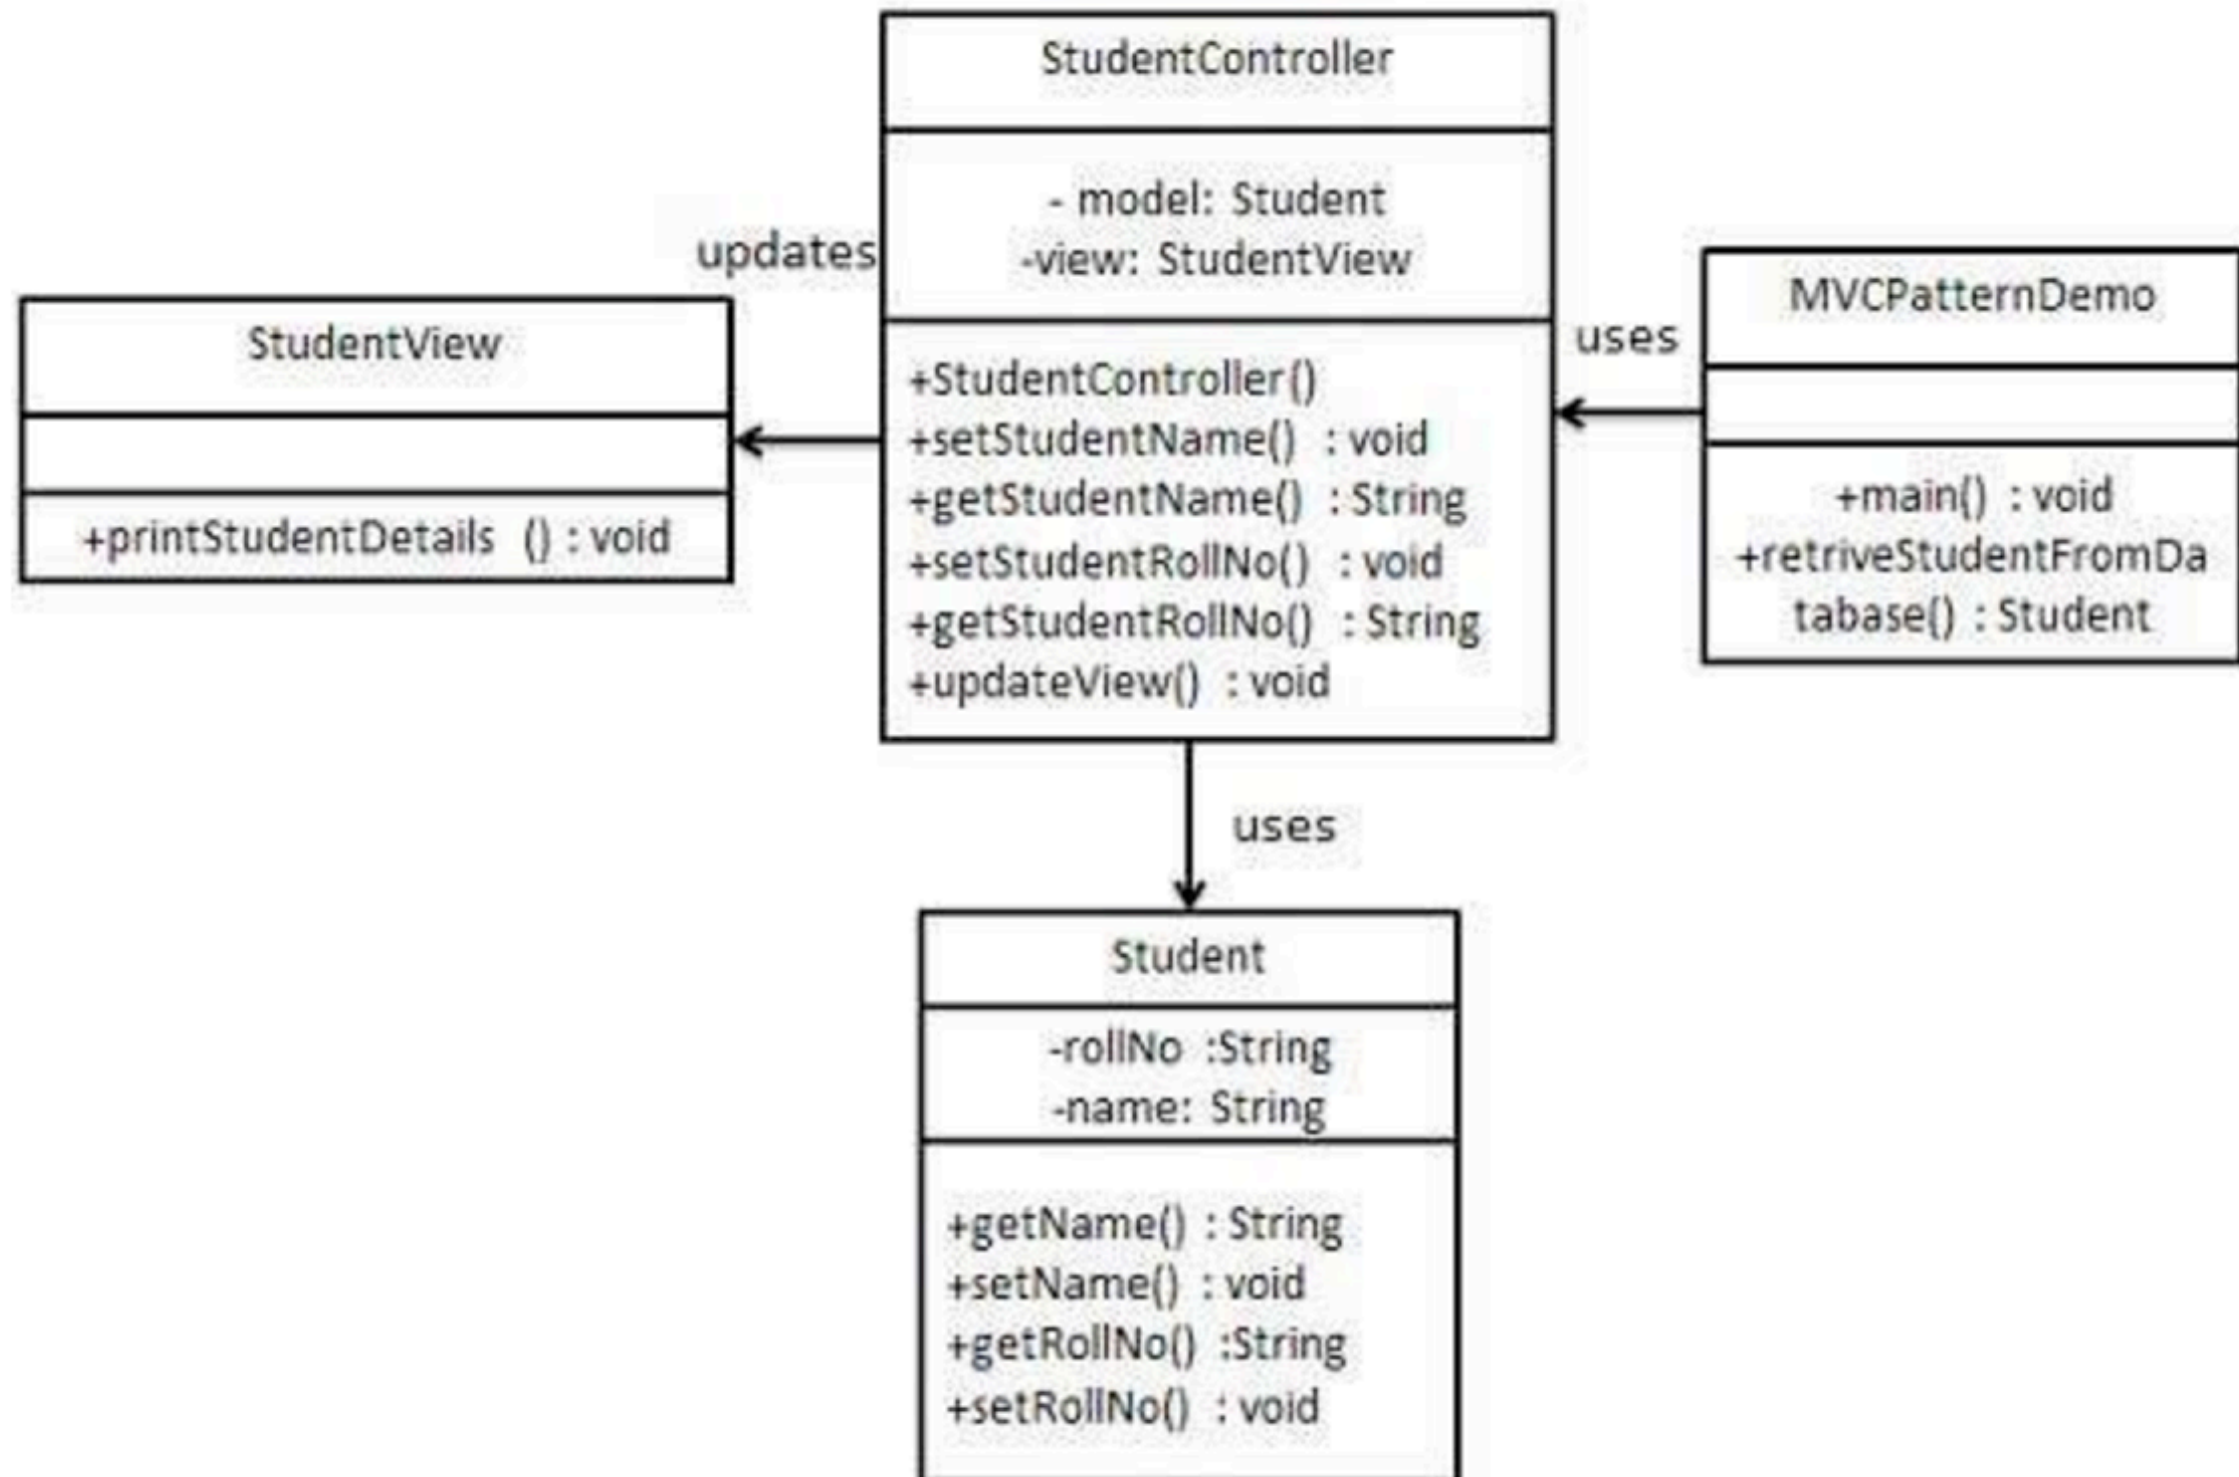 StudentController
- model: Student
-view: StudentView
+StudentController()
+setStudentName() : void
+getStudentName() : String
+setStudentRollNo() : void
+getStudentRollNo() : String
+updateView() : void
updates
StudentView
+printStudentDetails () : void
uses
MVCPatternDemo
+main() : void
+retriveStudentFromDa
tabase() : Student
uses
Student
-rollNo :String
-name: String
+getName() : String
+setName() : void
+getRollNo() :String
+setRollNo() : void